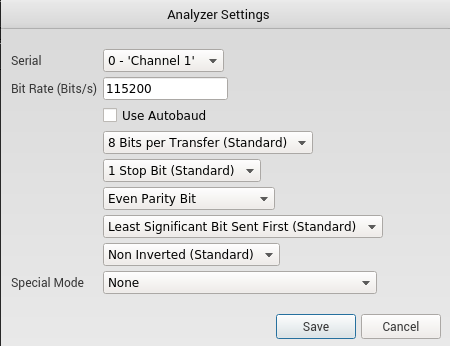 Analyzer Settings
Serial 0 - 'Channel 1'
Bit Rate (Bits/s) 115200
Use Autobaud
8 Bits per Transfer (Standard)
1 Stop Bit (Standard)
Even Parity Bit
Least Significant Bit Sent First (Standard)
Non Inverted (Standard)
Special Mode None
Save Cancel